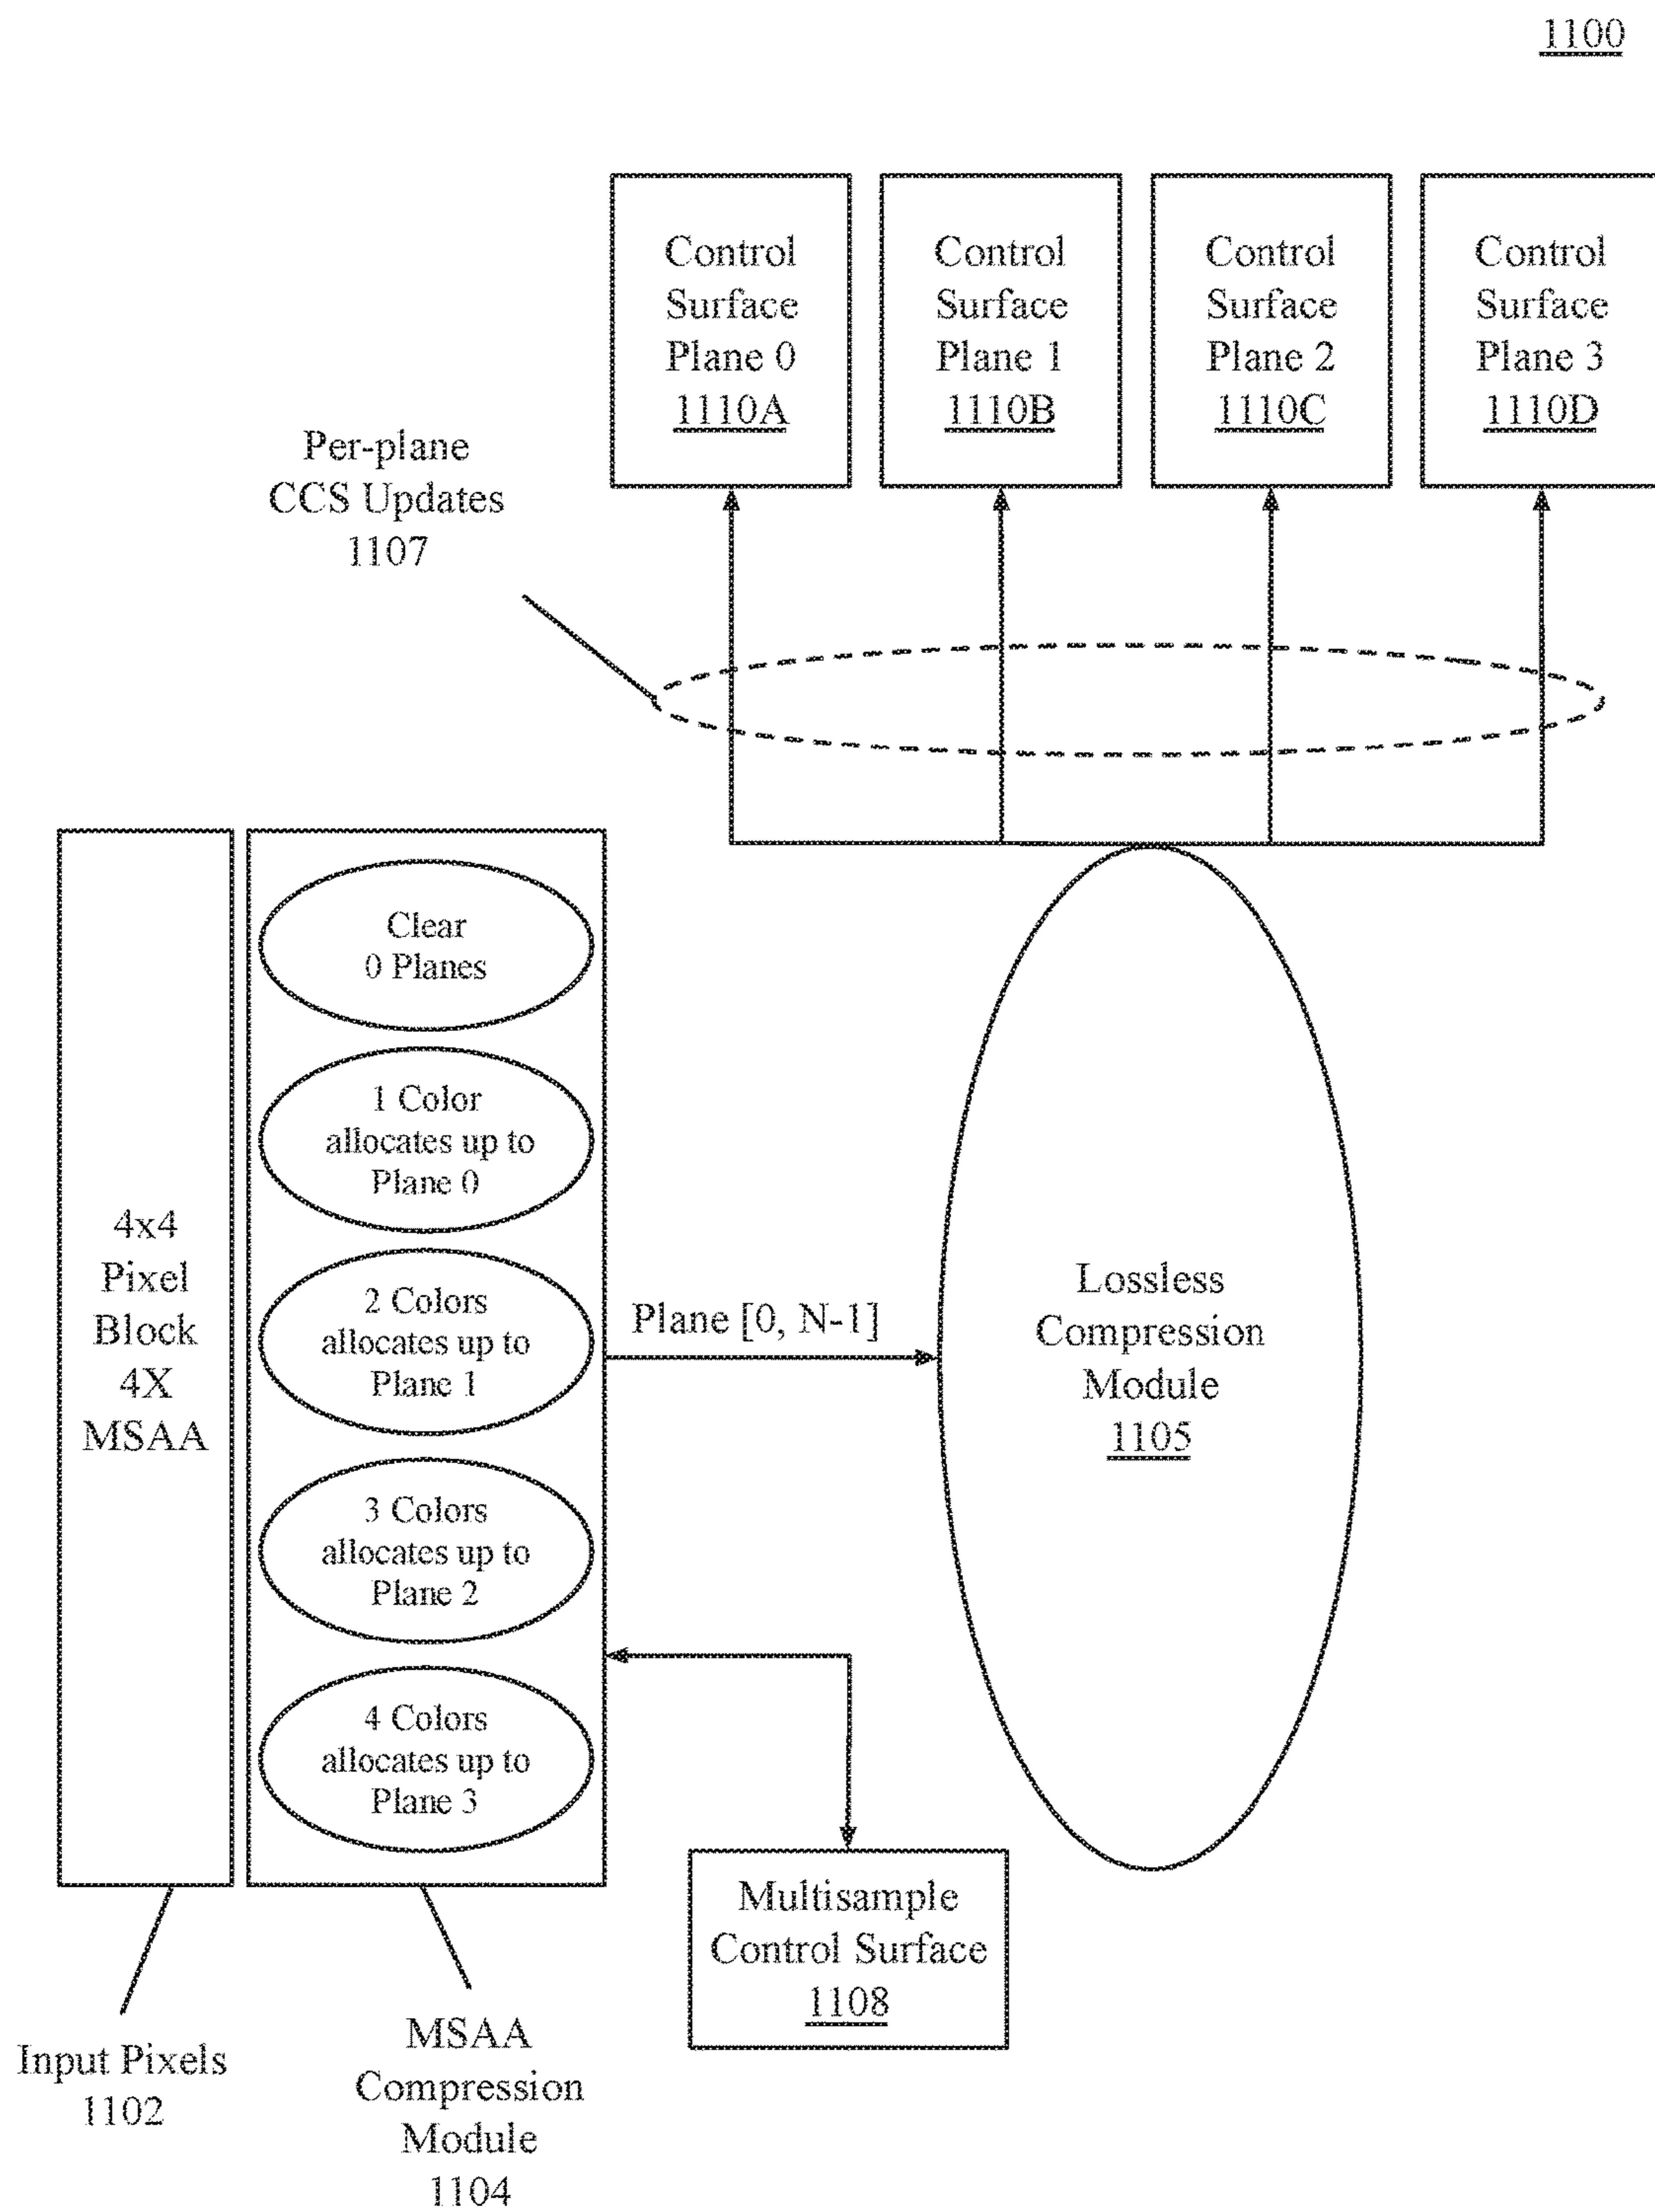 1100
Control
Surface
Plane 0
1110A
Control
Surface
Plane 1
1110B
Control
Surface
Plane 2
1110C
Control
Surface
Plane 3
1110D
Per-plane
CCS Updates
1107
4x4
Pixel
Block
4X
MSAA
Clear
0 Planes
1 Color
allocates up to
Plane 0
2 Colors
allocates up to
Plane 1
3 Colors
allocates up to
Plane 2
4 Colors
allocates up to
Plane 3
Plane [0, N-1]
Lossless
Compression
Module
1105
Multisample
Control Surface
1108
Input Pixels
1102
MSAA
Compression
Module
1104